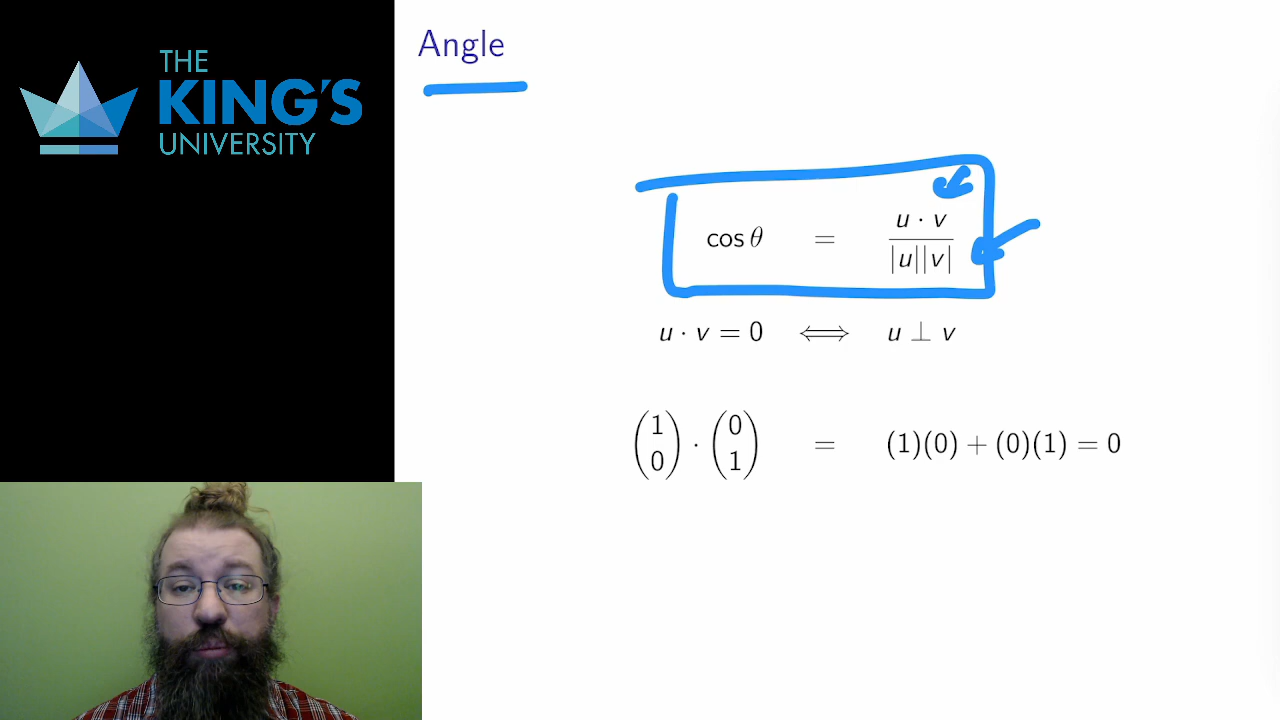 THE
KING'S
UNIVERSITY
Angle
cos θ = u · v / |u||v|
u · v = 0 ⟺ u ⊥ v
(1 0) · (0 1) = (1)(0) + (0)(1) = 0